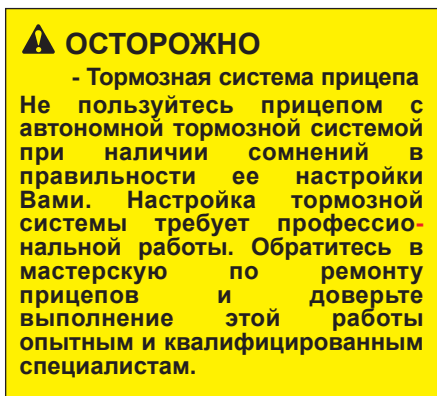 ОСТОРОЖНО
- Тормозная система прицепа
Не пользуйтесь прицепом с
автономной тормозной системой
при наличии сомнений в
правильности ее настройки
Вами. Настройка тормозной
системы требует профессио-
нальной работы. Обратитесь в
мастерскую по ремонту
прицепов и доверьте
выполнение этой работы
опытным и квалифицированным
специалистам.